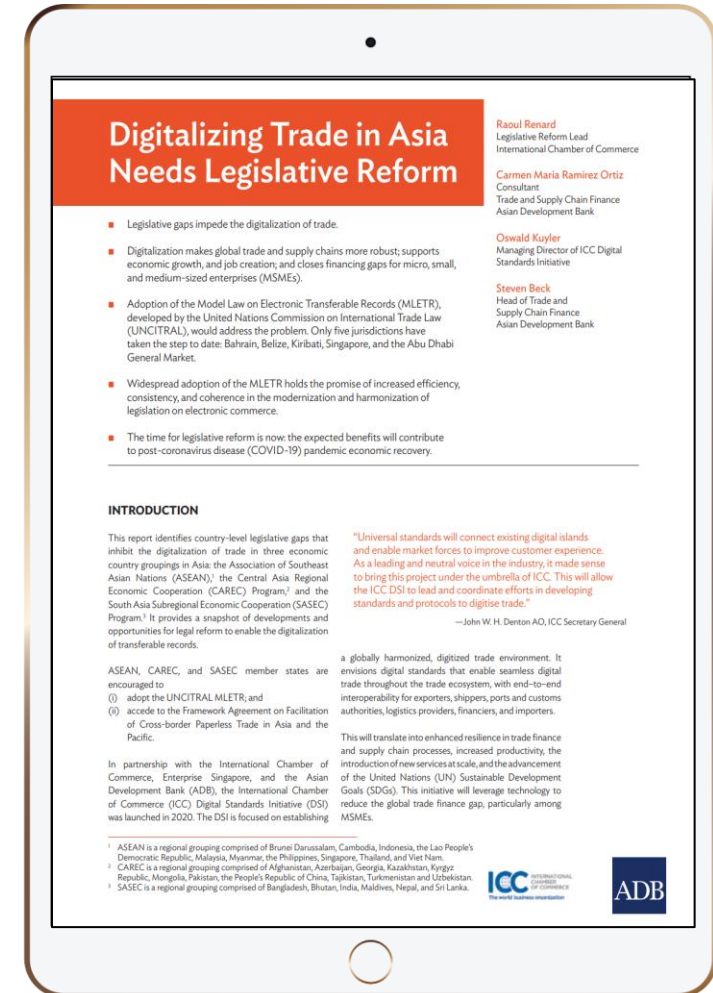 Digitalizing Trade in Asia
Needs Legislative Reform
Raoul Renard
Legislative Reform Lead
International Chamber of Commerce
Carmen Maria Ramirez Ortiz
Consultant
Trade and Supply Chain Finance
Asian Development Bank
Oswald Kuyler
Managing Director of ICC Digital
Standards Initiative
Steven Beck
Head of Trade and
Supply Chain Finance
Asian Development Bank
■ Legislative gaps impede the digitalization of trade.
■ Digitalization makes global trade and supply chains more robust; supports
economic growth, and job creation; and closes financing gaps for micro, small,
and medium-sized enterprises (MSMEs).
■ Adoption of the Model Law on Electronic Transferable Records (MLETR),
developed by the United Nations Commission on International Trade Law
(UNCITRAL), would address the problem. Only five jurisdictions have
taken the step to date: Bahrain, Belize, Kiribati, Singapore, and the Abu Dhabi
General Market.
■ Widespread adoption of the MLETR holds the promise of increased efficiency,
consistency, and coherence in the modernization and harmonization of
legislation on electronic commerce.
■ The time for legislative reform is now: the expected benefits will contribute
to post-coronavirus disease (COVID-19) pandemic economic recovery.
INTRODUCTION
This report identifies country-level legislative gaps that
inhibit the digitalization of trade in three economic
country groupings in Asia: the Association of Southeast
Asian Nations (ASEAN),¹ the Central Asia Regional
Economic Cooperation (CAREC) Program,² and the
South Asia Subregional Economic Cooperation (SASEC)
Program.³ It provides a snapshot of developments and
opportunities for legal reform to enable the digitalization
of transferable records.
ASEAN, CAREC, and SASEC member states are
encouraged to
(i) adopt the UNCITRAL MLETR; and
(ii) accede to the Framework Agreement on Facilitation
of Cross-border Paperless Trade in Asia and the
Pacific.
In partnership with the International Chamber of
Commerce, Enterprise Singapore, and the Asian
Development Bank (ADB), the International Chamber
of Commerce (ICC) Digital Standards Initiative (DSI)
was launched in 2020. The DSI is focused on establishing
"Universal standards will connect existing digital islands
and enable market forces to improve customer experience.
As a leading and neutral voice in the industry, it made sense
to bring this project under the umbrella of ICC. This will allow
the ICC DSI to lead and coordinate efforts in developing
standards and protocols to digitise trade."
—John W. H. Denton AO, ICC Secretary General
a globally harmonized, digitized trade environment. It
envisions digital standards that enable seamless digital
trade throughout the trade ecosystem, with end-to-end
interoperability for exporters, shippers, ports and customs
authorities, logistics providers, financiers, and importers.
This will translate into enhanced resilience in trade finance
and supply chain processes, increased productivity, the
introduction of new services at scale, and the advancement
of the United Nations (UN) Sustainable Development
Goals (SDGs). This initiative will leverage technology to
reduce the global trade finance gap, particularly among
MSMEs.
¹ ASEAN is a regional grouping comprised of Brunei Darussalam, Cambodia, Indonesia, the Lao People's
Democratic Republic, Malaysia, Myanmar, the Philippines, Singapore, Thailand, and Viet Nam.
² CAREC is a regional grouping comprised of Afghanistan, Azerbaijan, Georgia, Kazakhstan, Kyrgyz
Republic, Mongolia, Pakistan, the People's Republic of China, Tajikistan, Turkmenistan and Uzbekistan.
³ SASEC is a regional grouping comprised of Bangladesh, Bhutan, India, Maldives, Nepal, and Sri Lanka.
ICC INTERNATIONAL
CHAMBER
OF COMMERCE
The world business organization
ADB